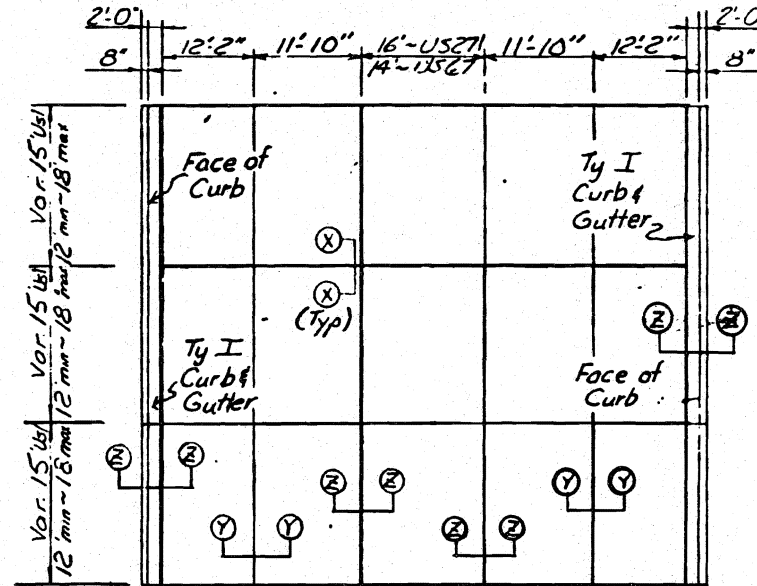 2'-0"
2'-0
12'-2" 11'-10" 16'~US271 11'-10" 12'-2"
14'~US67
8"
8"
Var. 15' Usl
12' min~18' max
Face of
Curb
Ty I
Curb &
Gutter
X
X
(Typ)
Var. 15' Usl
12' min~18' max
Z Z
Ty I
Curb &
Gutter
Face of
Curb
Var. 15' Usl
12' min~18' max
Z Z
Z Z
Y Y
Y Y
Z Z